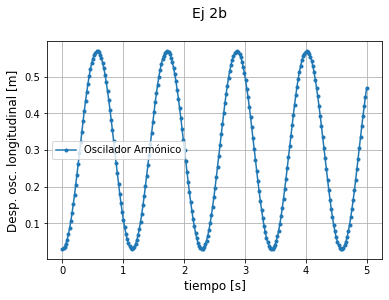 Ej 2b
Desp. osc. longitudinal [m]
0.5
0.4
0.3
0.2
0.1
Oscilador Armónico
0 1 2 3 4 5
tiempo [s]